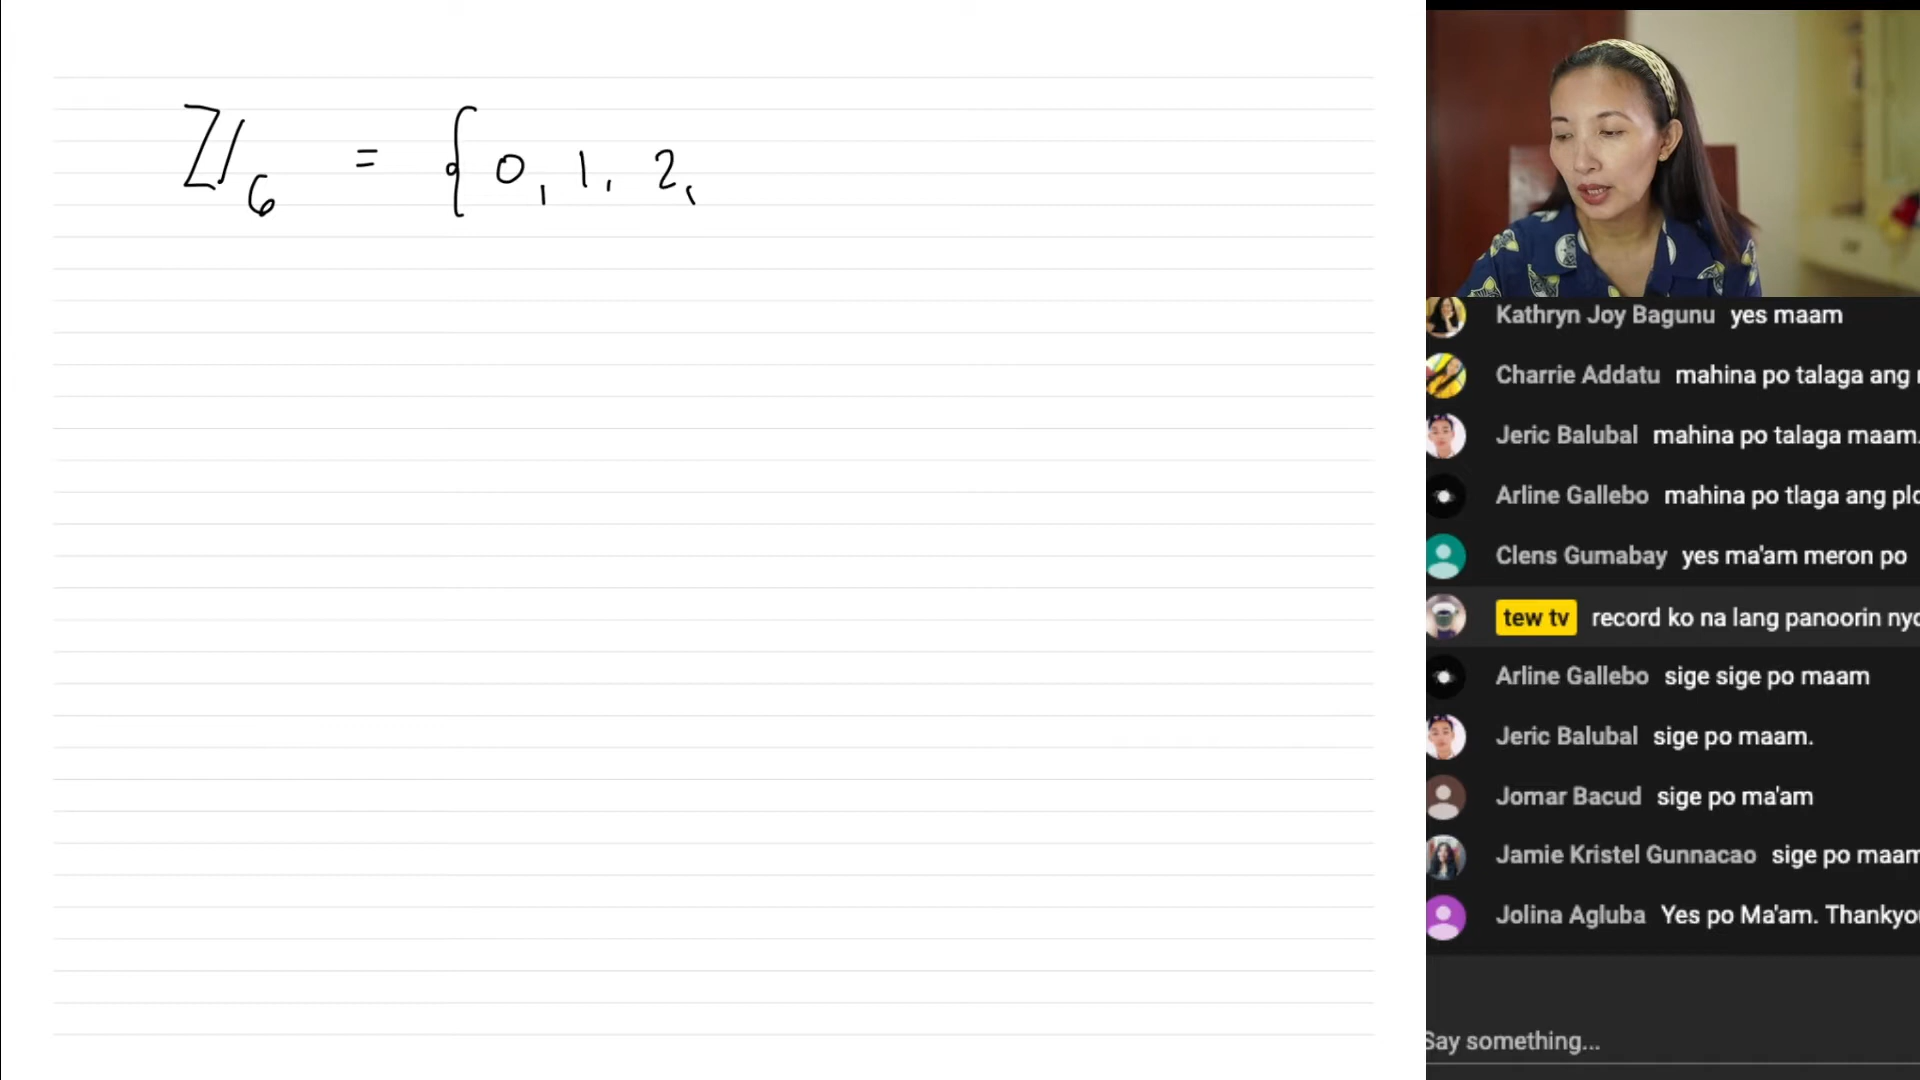 ℤ₆ = { 0, 1, 2,
Kathryn Joy Bagunu yes maam
Charrie Addatu mahina po talaga ang
Jeric Balubal mahina po talaga maam.
Arline Gallebo mahina po tlaga ang
Clens Gumabay yes ma'am meron po
tew tv record ko na lang panoorin
Arline Gallebo sige sige po maam
Jeric Balubal sige po maam.
Jomar Bacud sige po ma'am
Jamie Kristel Gunnacao sige po maam
Jolina Agluba Yes po Ma'am.
Say something...